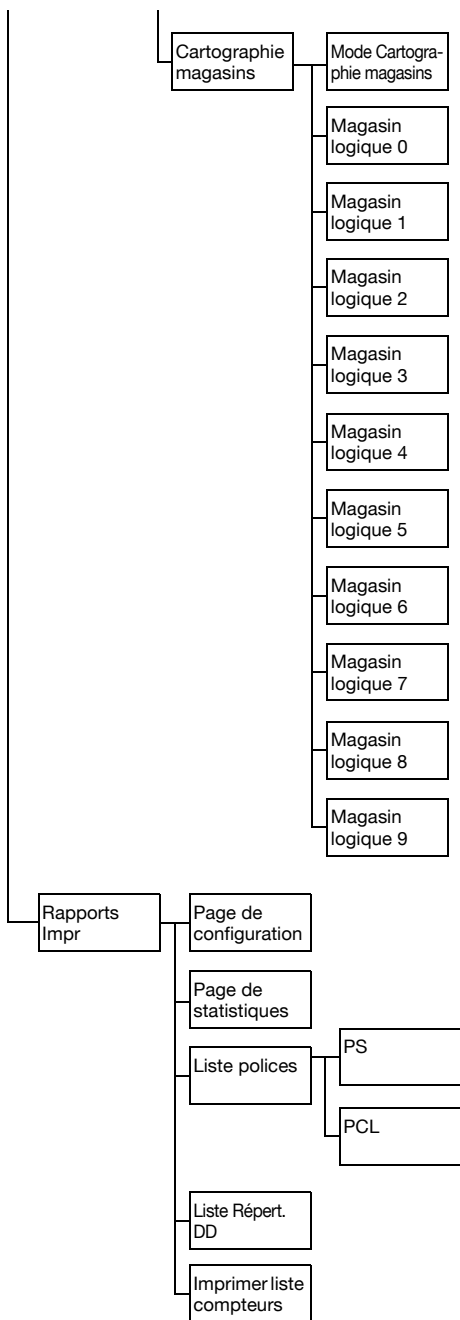 Cartographie
magasins
Mode Cartogra-
phie magasins
Magasin
logique 0
Magasin
logique 1
Magasin
logique 2
Magasin
logique 3
Magasin
logique 4
Magasin
logique 5
Magasin
logique 6
Magasin
logique 7
Magasin
logique 8
Magasin
logique 9
Rapports
Impr
Page de
configuration
Page de
statistiques
Liste polices
PS
PCL
Liste Répert.
DD
Imprimer liste
compteurs